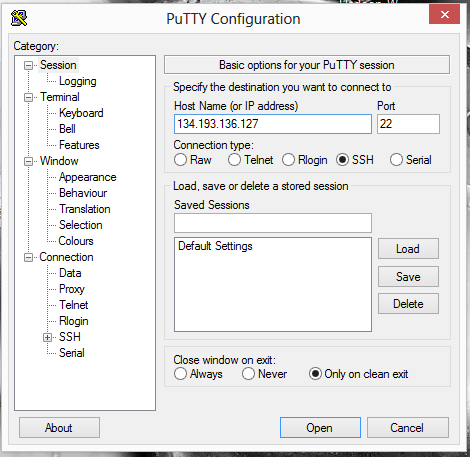 PuTTY Configuration
Category:
Session
Logging
Terminal
Keyboard
Bell
Features
Window
Appearance
Behaviour
Translation
Selection
Colours
Connection
Data
Proxy
Telnet
Rlogin
SSH
Serial
Basic options for your PuTTY session
Specify the destination you want to connect to
Host Name (or IP address) Port
134.193.136.127 22
Connection type:
Raw Telnet Rlogin SSH Serial
Load, save or delete a stored session
Saved Sessions
Default Settings
Load
Save
Delete
Close window on exit:
Always Never Only on clean exit
About Open Cancel